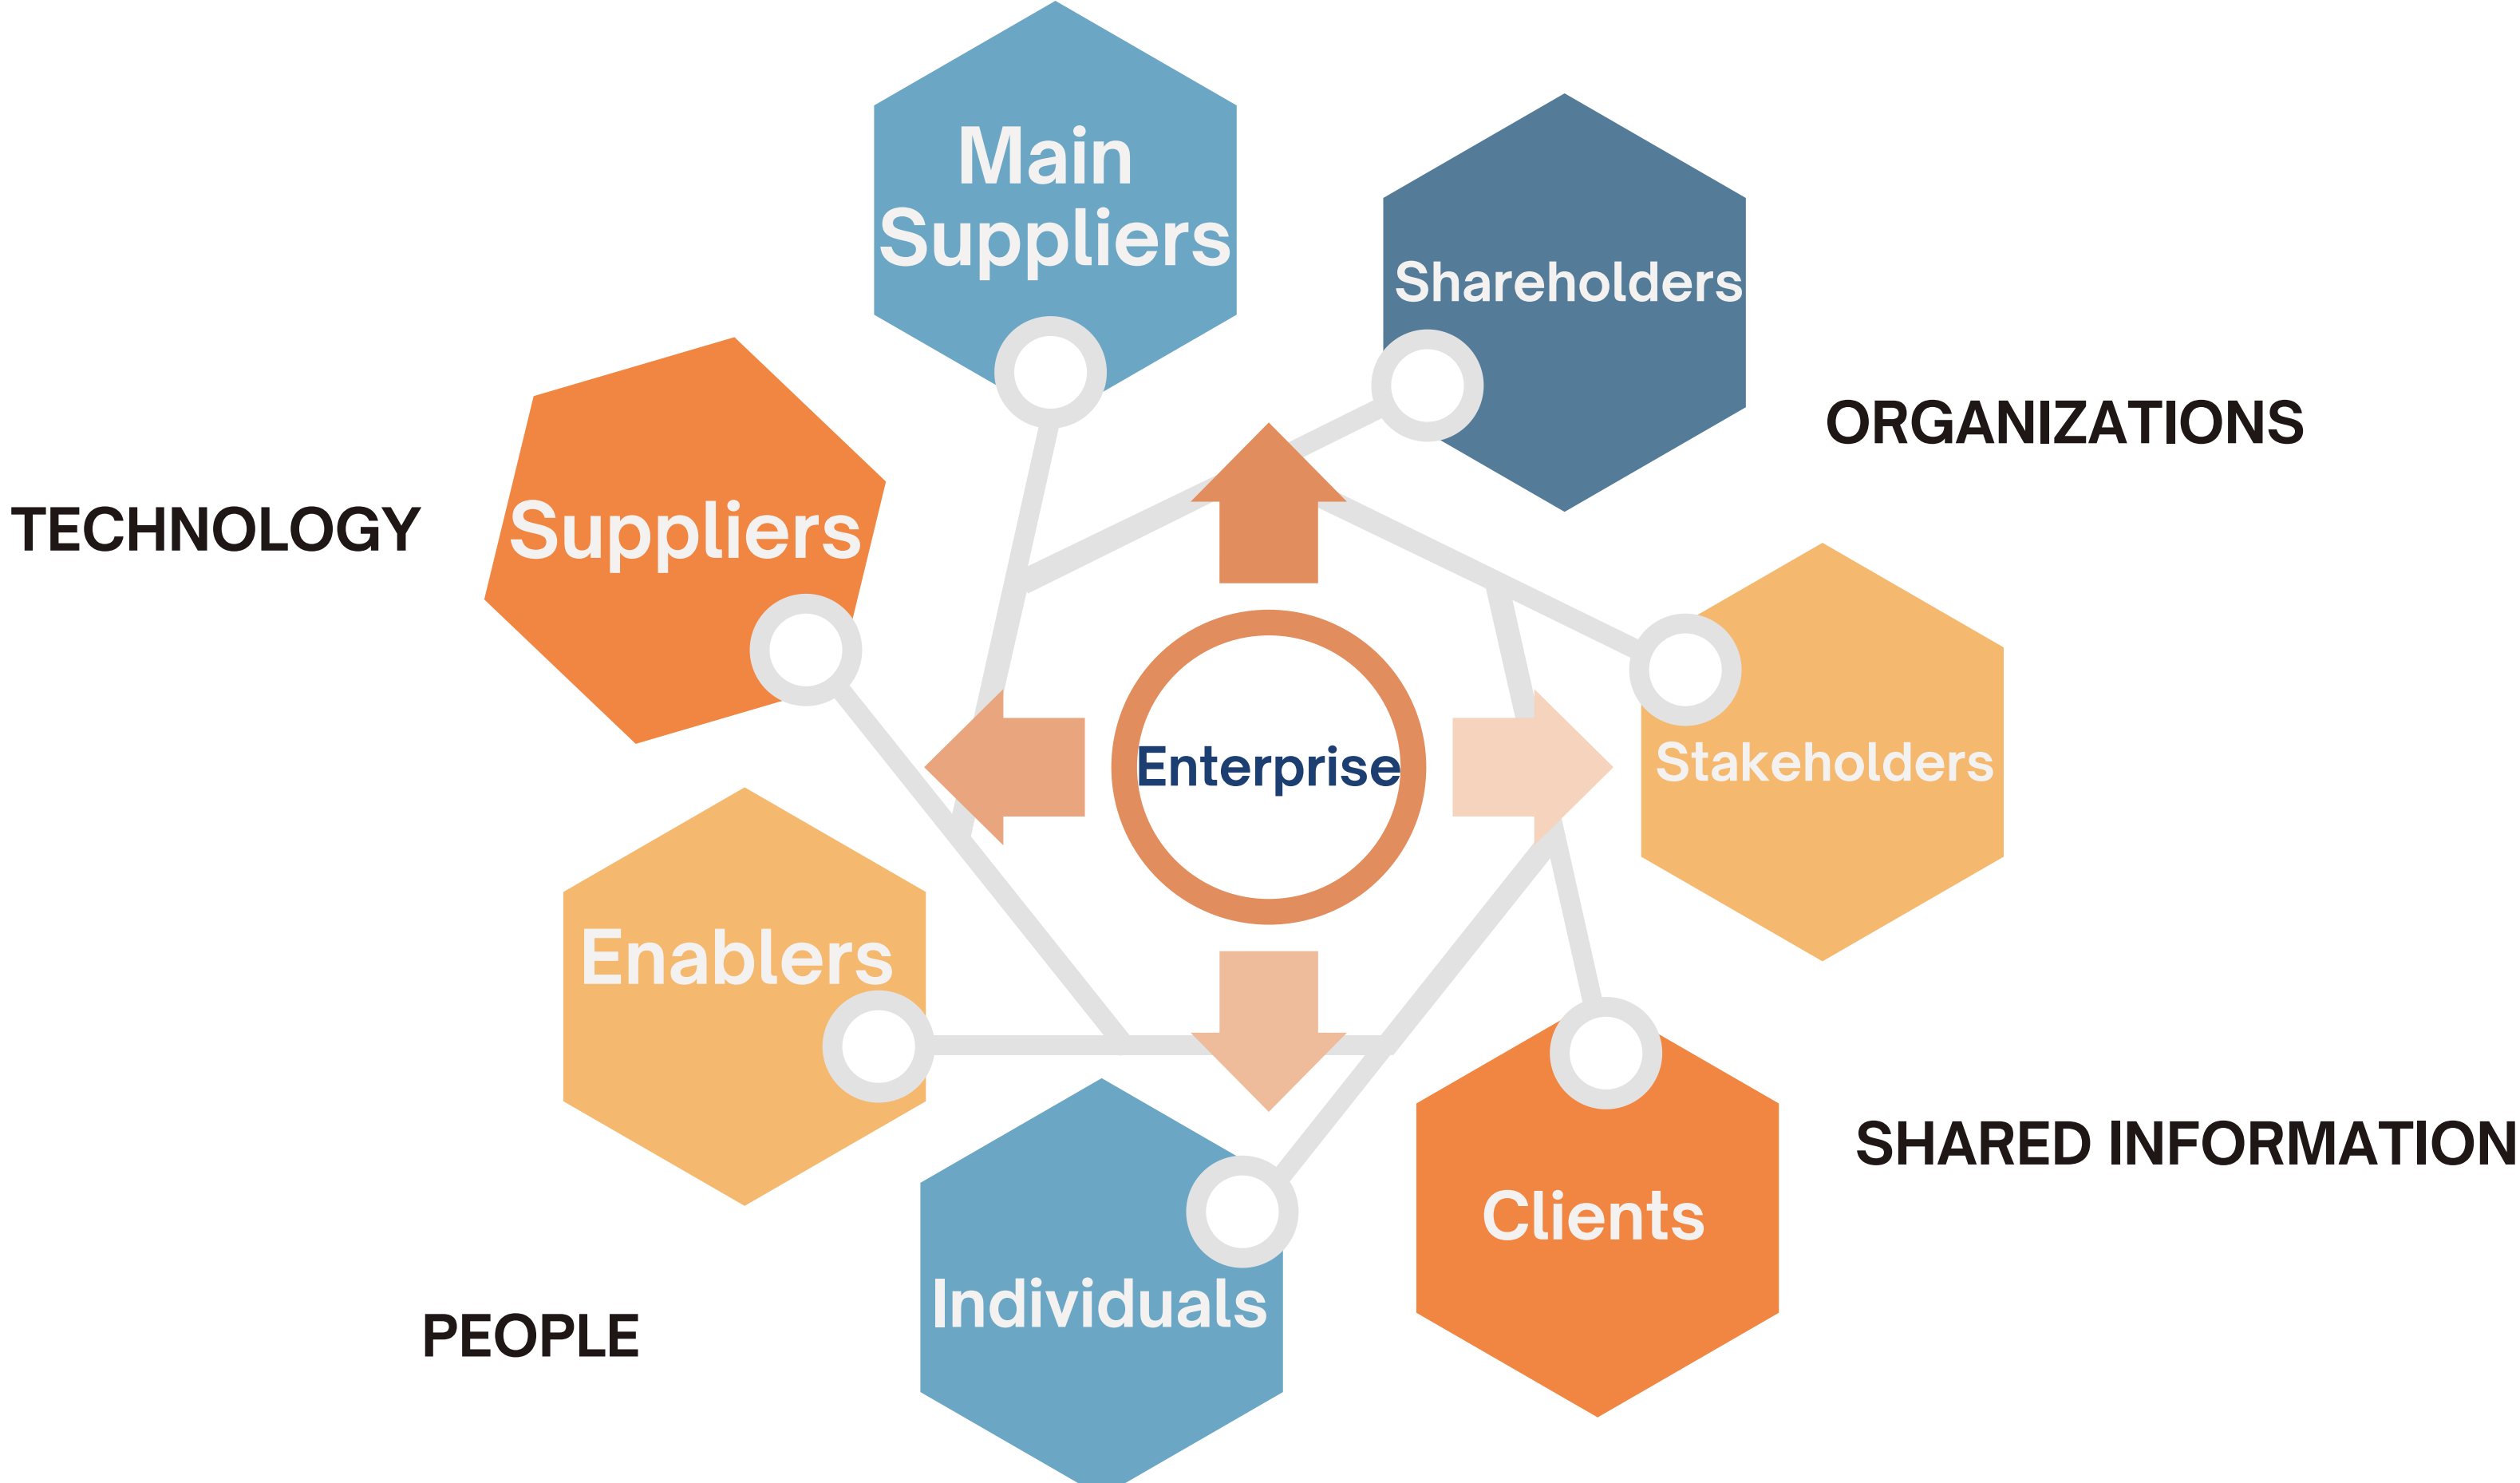 Main
Suppliers
Shareholders
ORGANIZATIONS
TECHNOLOGY
Suppliers
Enterprise
Stakeholders
Enablers
SHARED INFORMATION
Clients
Individuals
PEOPLE